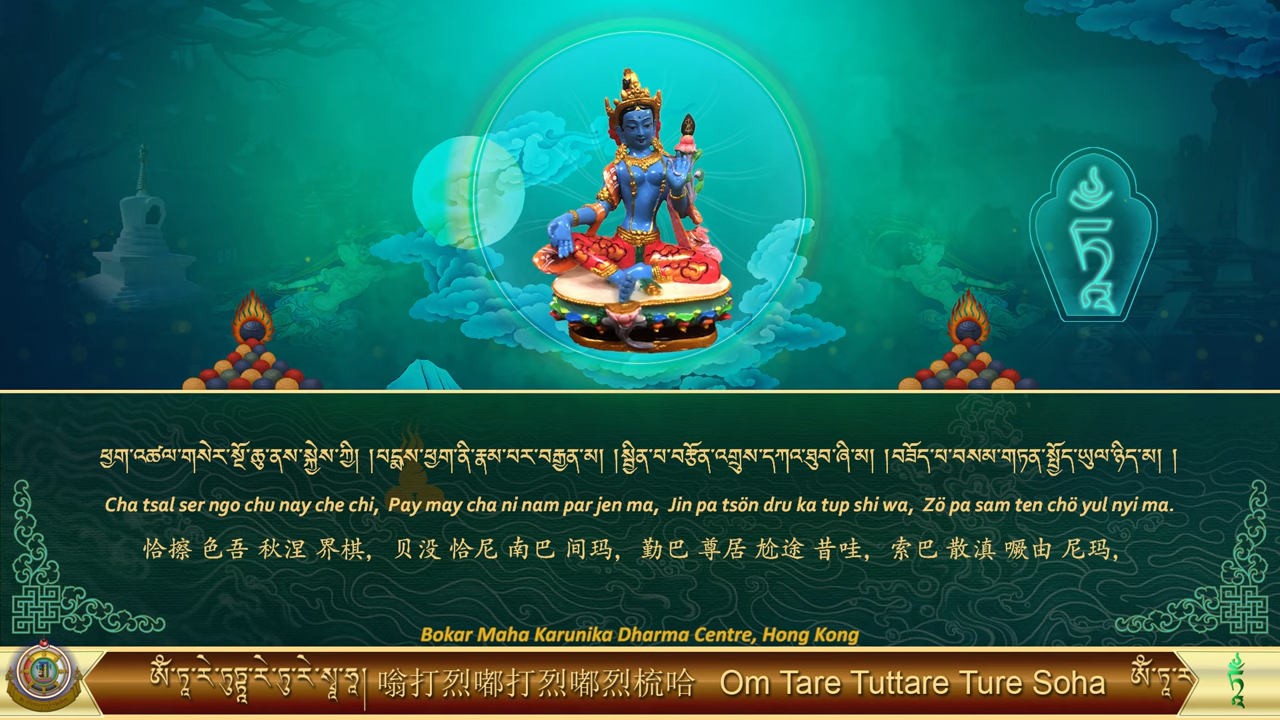 ཕྱག་འཚལ་གསེར་སྔོ་ཆུ་ནས་སྐྱེས་ཀྱི། །པདྨས་ཕྱག་ནི་རྣམ་པར་བརྒྱན་མ། །སྦྱིན་པ་བརྩོན་འགྲུས་དཀའ་ཐུབ་ཞི་མ། །བཟོད་པ་བསམ་གཏན་སྤྱོད་ཡུལ་ཉིད་མ། །
Cha tsal ser ngo chu nay che chi, Pay may cha ni nam par jen ma, Jin pa tsön dru ka tup shi wa, Zö pa sam ten chö yul nyi ma.
恰擦 色吾 秋涅 界棋, 贝没 恰尼 南巴 间玛, 勤巴 尊居 尬途 昔哇, 索巴 散滇 噘由 尼玛,
Bokar Maha Karunika Dharma Centre, Hong Kong
ཨོཾ་ཏཱ་རེ་ཏུཏྟཱ་རེ་ཏུ་རེ་སྭཱ་ཧཱ། 嗡打烈嘟打烈嘟烈梳哈 Om Tare Tuttare Ture Soha ཨོཾ་ཏཱ་ར